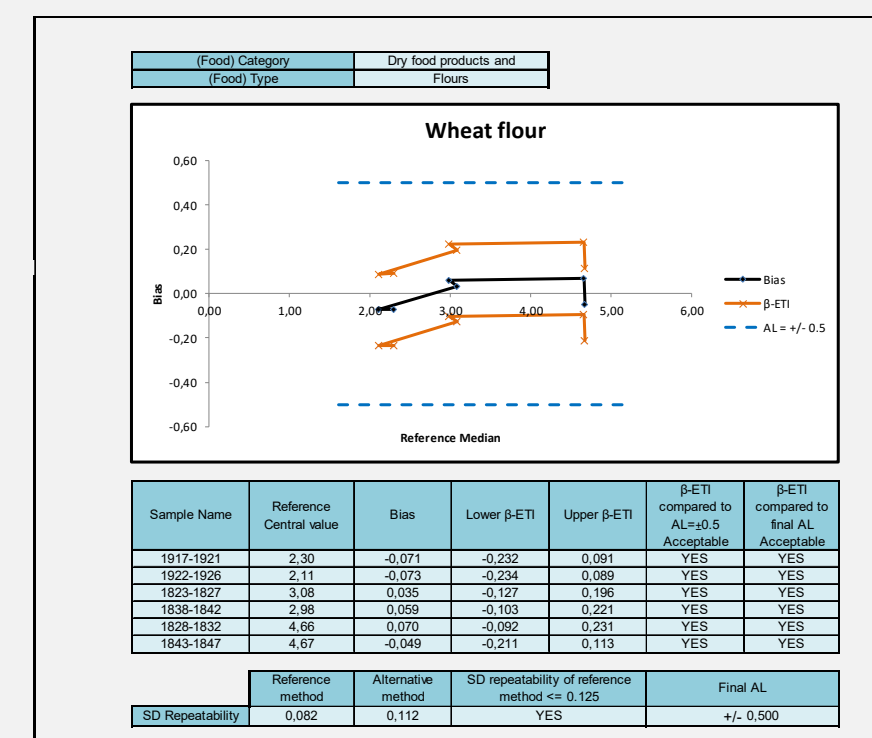 (Food) Category Dry food products and
(Food) Type Flours
Wheat flour
0,60
0,40
0,20
0,00
-0,20
-0,40
-0,60
Bias
0,00 1,00 2,00 3,00 4,00 5,00 6,00
Reference Median
Bias
β-ETI
AL = +/- 0.5
Sample Name Reference Central value Bias Lower β-ETI Upper β-ETI β-ETI compared to AL=±0.5 Acceptable β-ETI compared to final AL Acceptable
1917-1921 2,30 -0,071 -0,232 0,091 YES YES
1922-1926 2,11 -0,073 -0,234 0,089 YES YES
1823-1827 3,08 0,035 -0,127 0,196 YES YES
1838-1842 2,98 0,059 -0,103 0,221 YES YES
1828-1832 4,66 0,070 -0,092 0,231 YES YES
1843-1847 4,67 -0,049 -0,211 0,113 YES YES
Reference method Alternative method SD repeatability of reference method <= 0.125 Final AL
SD Repeatability 0,082 0,112 YES +/- 0,500